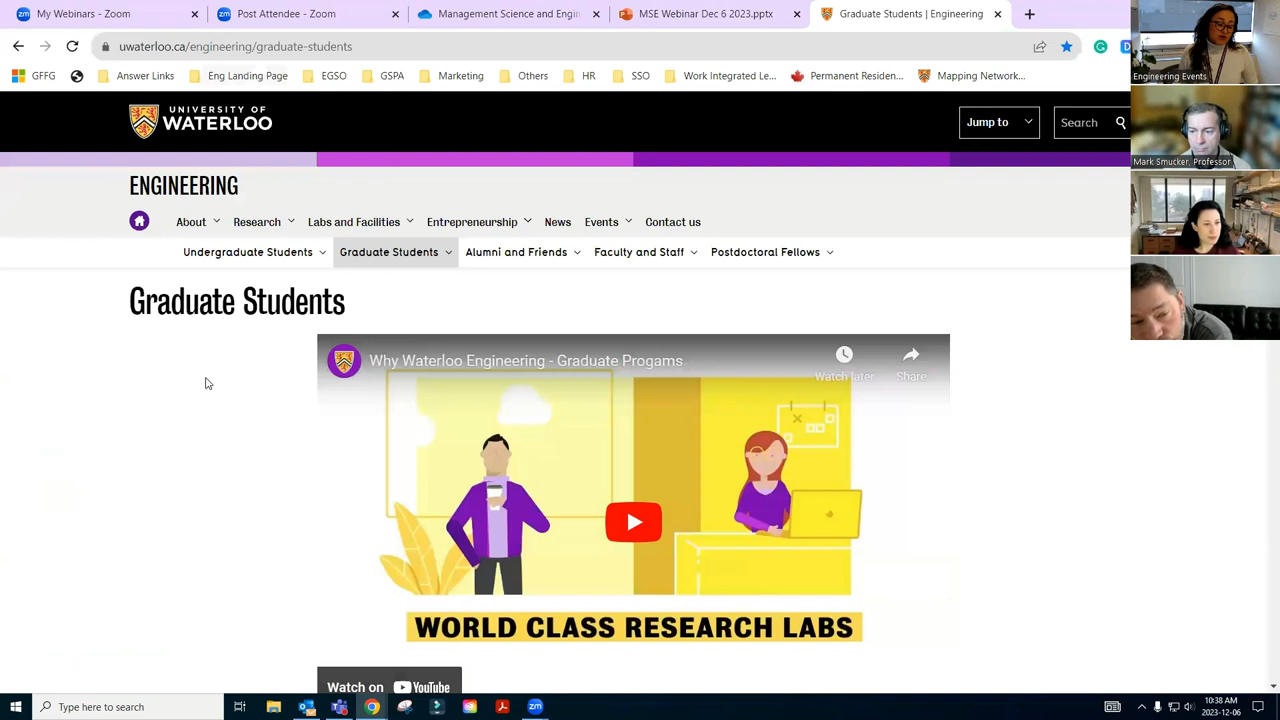 My Webinars - Zoom
Post Attendee - Zoom
Management Science and Engin
MSE Webinar Dec 6 2023.pptx
Graduate Students | Engineering
uwaterloo.ca/engineering/graduate-students
GFFG
Answer Links
Eng Landing Page
EGSO
GSPA
Marketing
Others
HR
SSO
Work Integrated Le...
Permanent Residen...
Mapping Network...
UNIVERSITY OF
WATERLOO
Jump to
Search
ENGINEERING
About
Research
Labs and Facilities
Entrepreneurship
News
Events
Contact us
Undergraduate Students
Graduate Students
Alumni and Friends
Faculty and Staff
Postdoctoral Fellows
Graduate Students
Why Waterloo Engineering - Graduate Progams
Watch later
Share
WORLD CLASS RESEARCH LABS
Watch on YouTube
Engineering Events
Mark Smucker, Professor
Type here to search
10:38 AM
2023-12-06